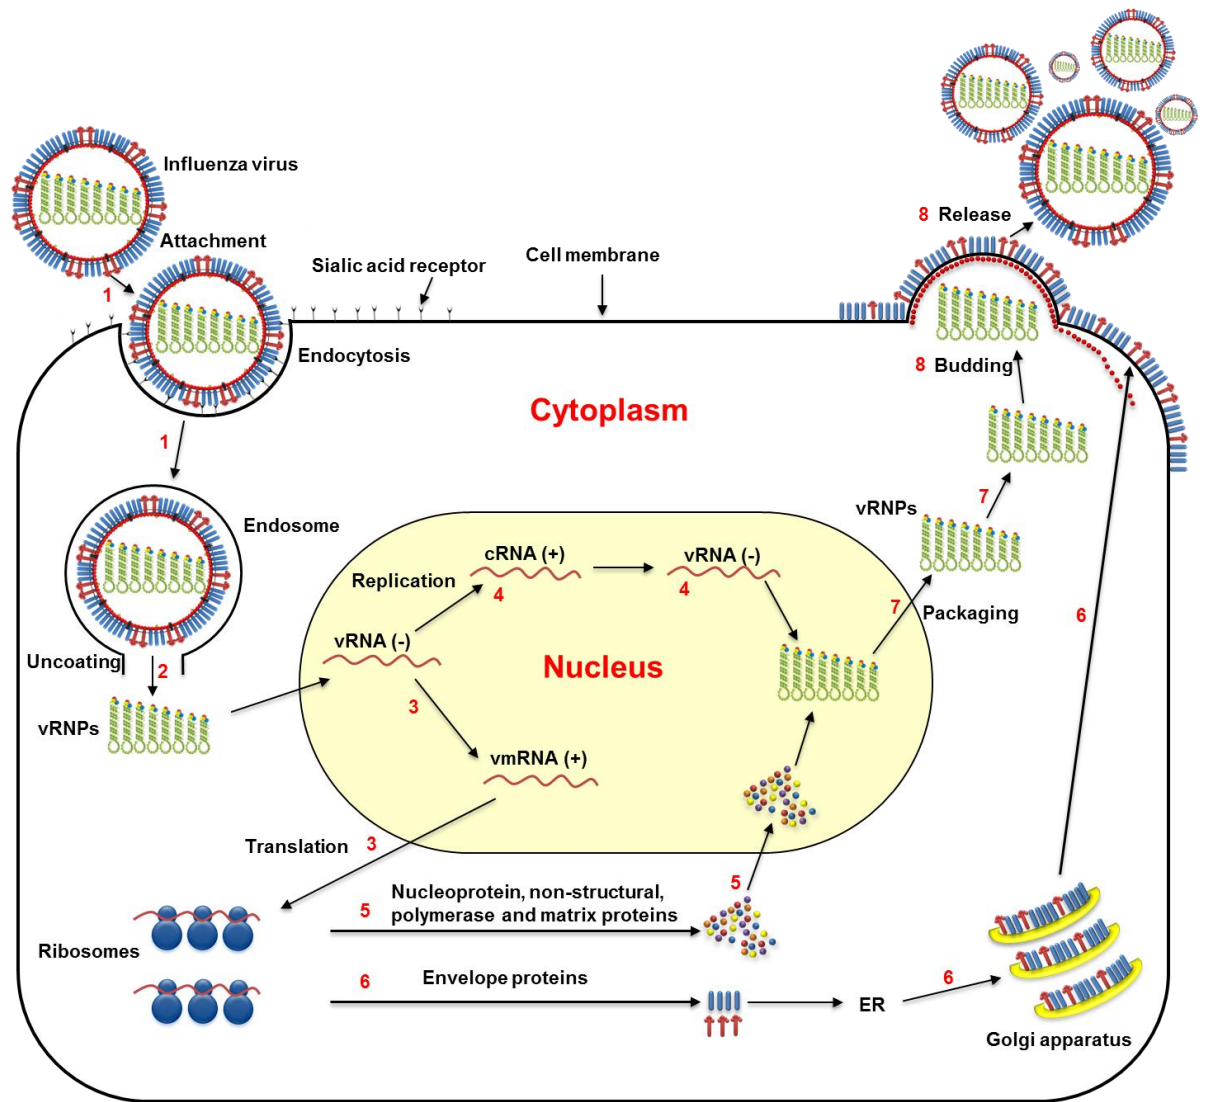 Influenza virus
Attachment
1
Sialic acid receptor
Cell membrane
8 Release
Endocytosis
8 Budding
Cytoplasm
1
Endosome
vRNPs
7
Replication
cRNA (+)
4
vRNA (-)
4
7
Packaging
6
Uncoating
2
vRNA (-)
Nucleus
3
vRNPs
vmRNA (+)
Translation
3
5
Nucleoprotein, non-structural,
polymerase and matrix proteins
5
Ribosomes
6
Envelope proteins
ER
6
Golgi apparatus